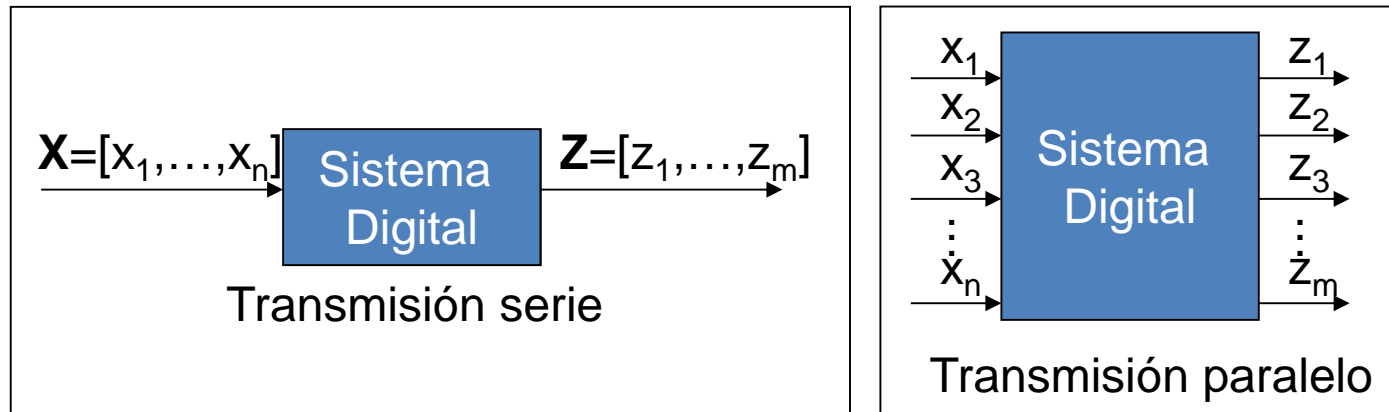 X=[x₁,…,xₙ]
Sistema
Digital
Z=[z₁,…,zₘ]
Transmisión serie
x₁
x₂
x₃
⋮
xₙ
Sistema
Digital
z₁
z₂
z₃
⋮
zₘ
Transmisión paralelo